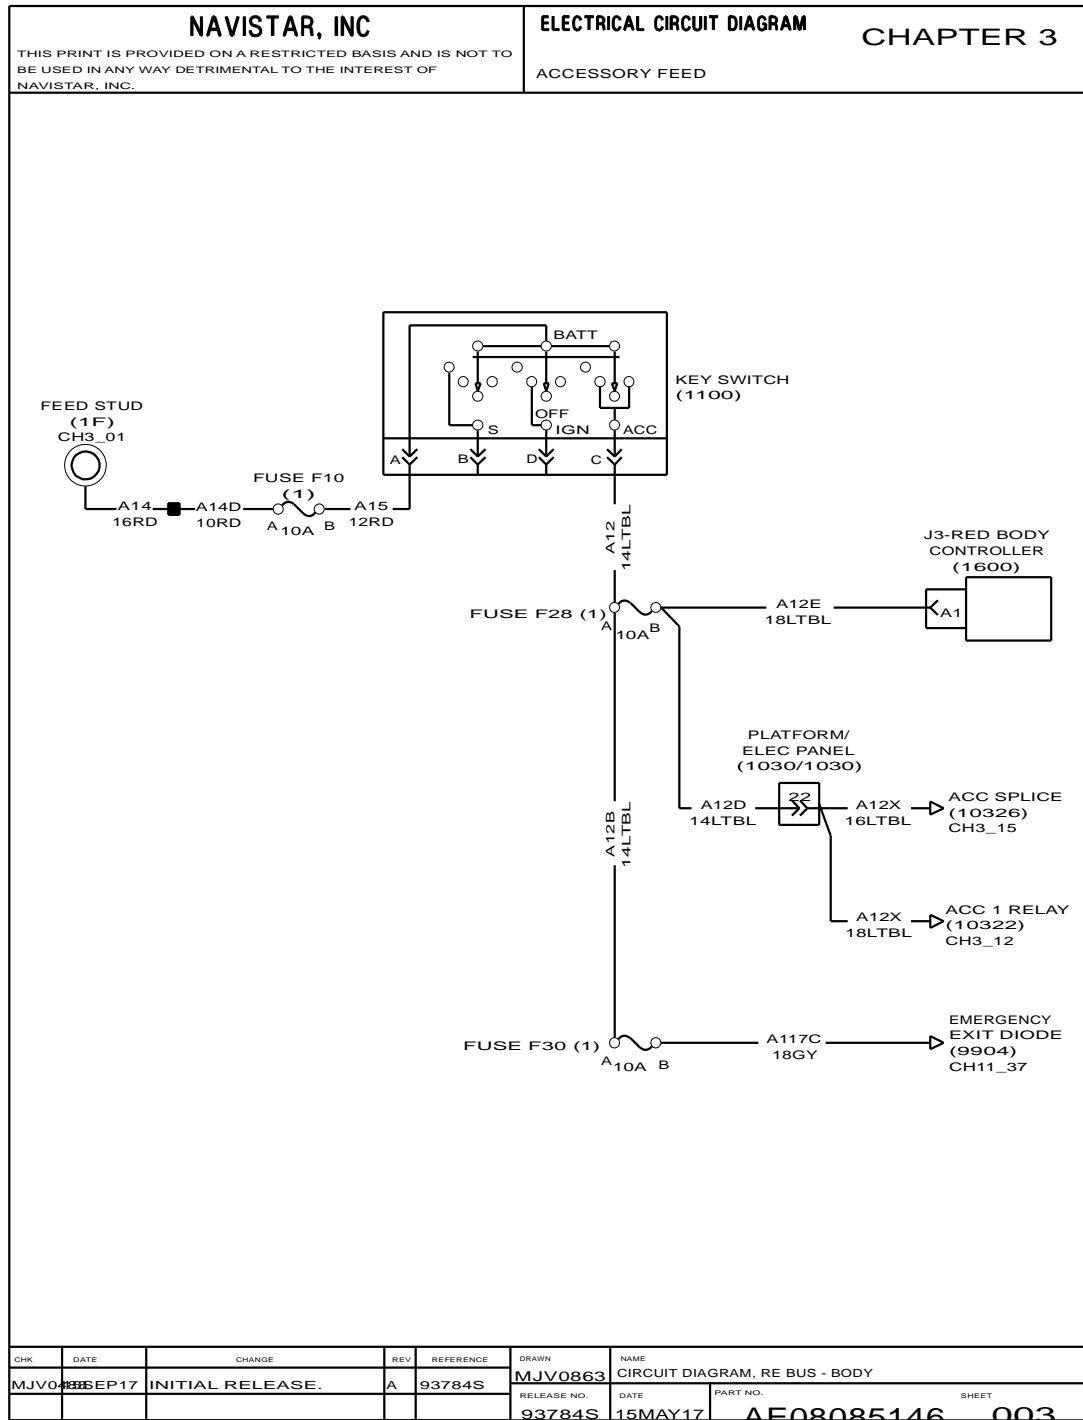 NAVISTAR, INC
THIS PRINT IS PROVIDED ON A RESTRICTED BASIS AND IS NOT TO
BE USED IN ANY WAY DETRIMENTAL TO THE INTEREST OF
NAVISTAR, INC.
ELECTRICAL CIRCUIT DIAGRAM
CHAPTER 3
ACCESSORY FEED
BATT
OFF
S
IGN
ACC
A
B
D
C
KEY SWITCH
(1100)
FEED STUD
(1F)
CH3_01
A14
16RD
A14D
10RD
FUSE F10
(1)
A
10A
B
A15
12RD
A12
14LTBL
FUSE F28 (1)
A
10A
B
A12E
18LTBL
J3-RED BODY
CONTROLLER
(1600)
A1
PLATFORM/
ELEC PANEL
(1030/1030)
22
A12D
14LTBL
A12X
16LTBL
ACC SPLICE
(10326)
CH3_15
A12B
14LTBL
A12X
18LTBL
ACC 1 RELAY
(10322)
CH3_12
FUSE F30 (1)
A
10A
B
A117C
18GY
EMERGENCY
EXIT DIODE
(9904)
CH11_37
CHK
DATE
CHANGE
REV
REFERENCE
INITIAL RELEASE.
A
93784S
DRAWN
MJV0863
NAME
CIRCUIT DIAGRAM, RE BUS - BODY
RELEASE NO.
93784S
DATE
15MAY17
PART NO.
AE08085146
SHEET
003